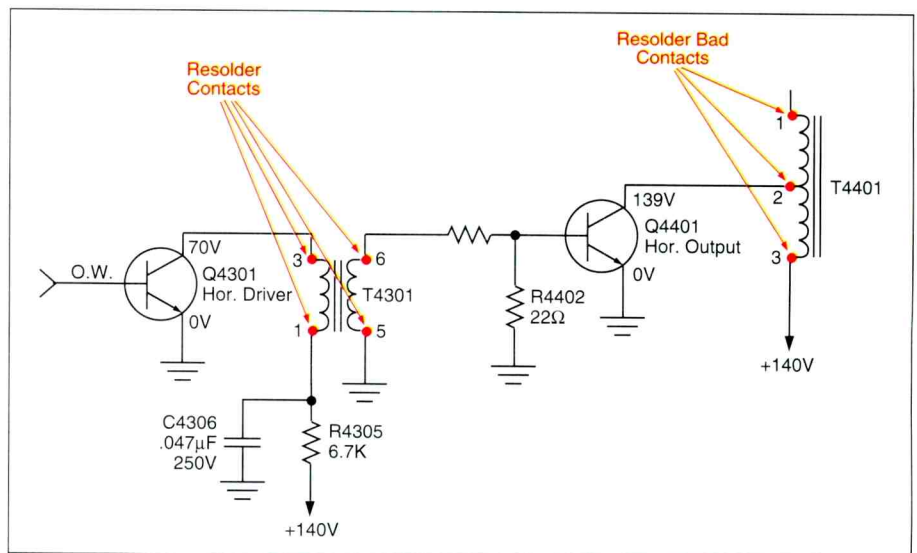 Resolder
Contacts
Resolder Bad
Contacts
1
T4401
2
139V
Q4401
Hor. Output
0V
3
+140V
70V
O.W.
Q4301
Hor. Driver
0V
3
6
T4301
1
5
R4402
22Ω
C4306
.047µF
250V
R4305
6.7K
+140V